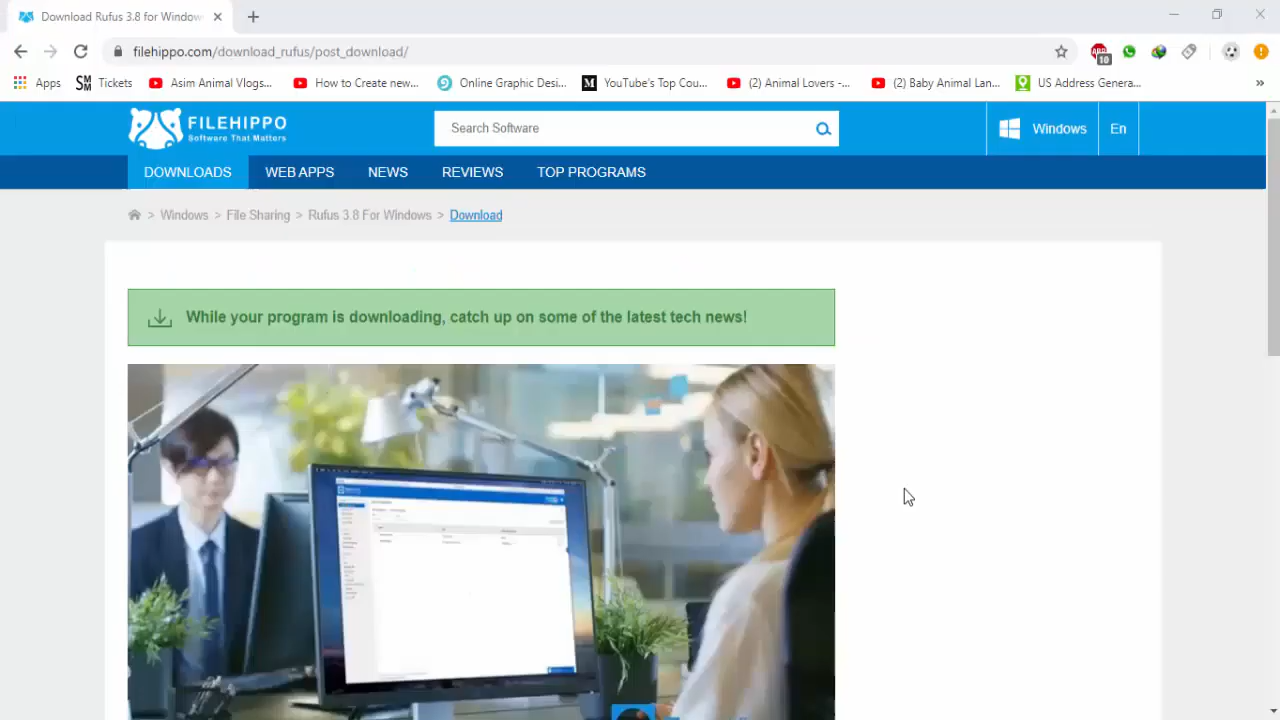 Download Rufus 3.8 for Window
filehippo.com/download_rufus/post_download/
10
Apps
SM Tickets
Asim Animal Vlogs...
How to Create new...
Online Graphic Desi...
M YouTube's Top Cou...
(2) Animal Lovers -...
(2) Baby Animal Lan...
US Address Genera...
»
FILEHIPPO
Software That Matters
Search Software
Windows
En
DOWNLOADS
WEB APPS
NEWS
REVIEWS
TOP PROGRAMS
> Windows > File Sharing > Rufus 3.8 For Windows > Download
While your program is downloading, catch up on some of the latest tech news!